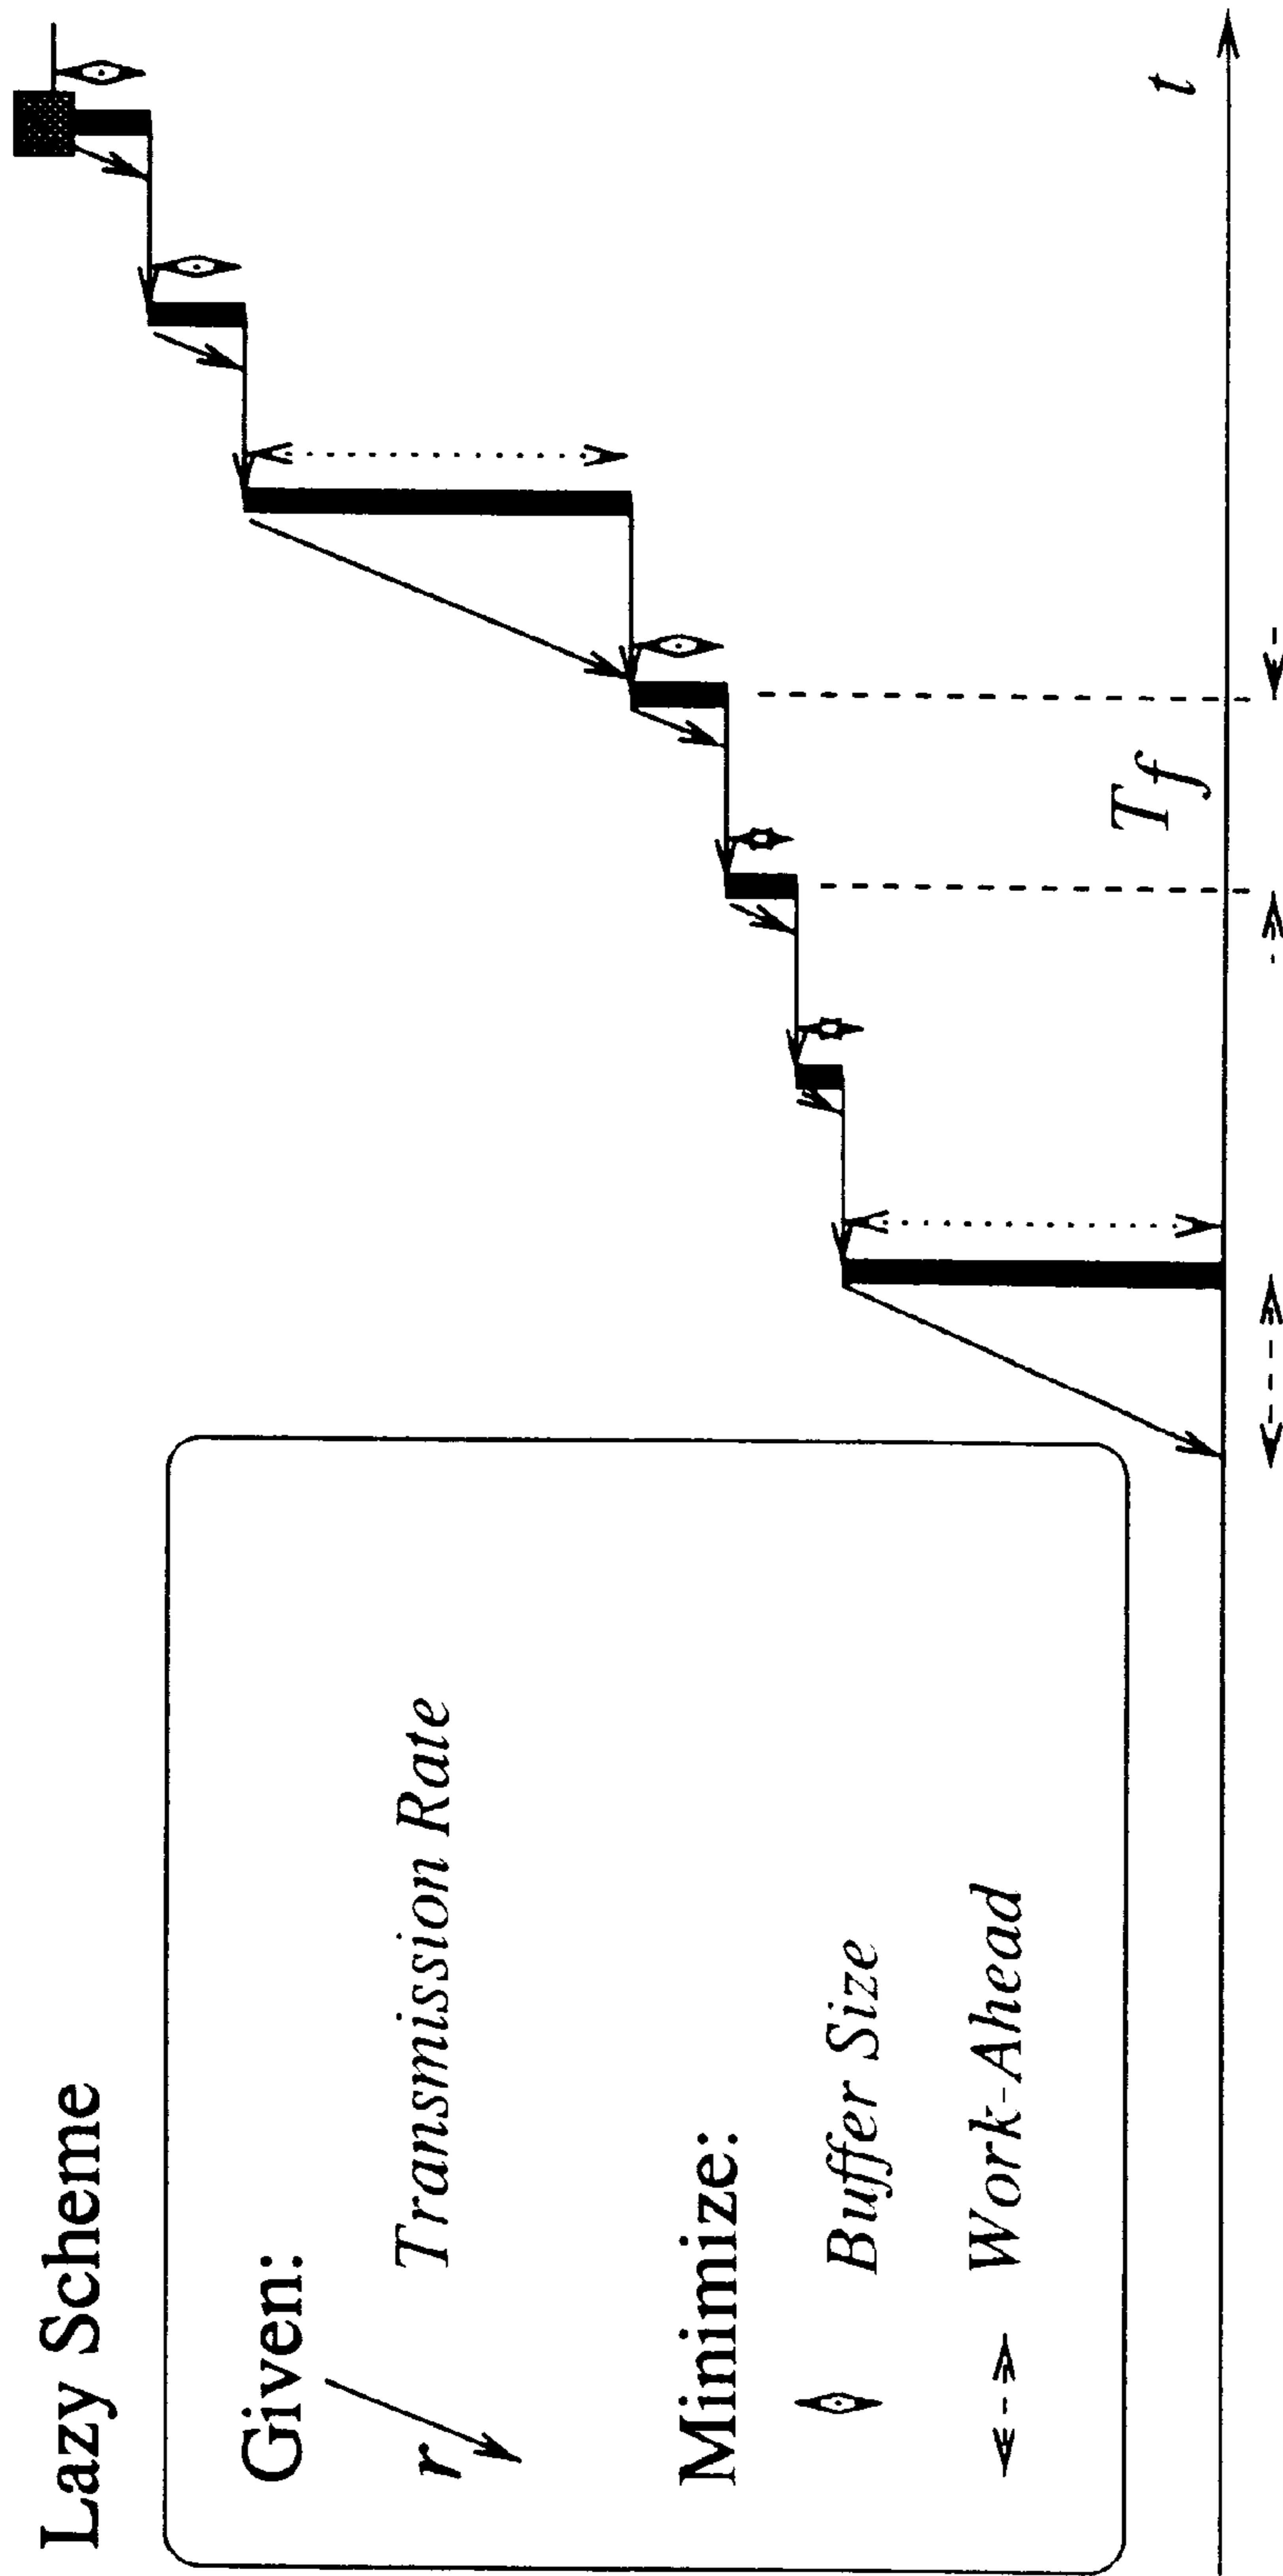 Lazy Scheme
Given:
r Transmission Rate
Minimize:
Buffer Size
Work-Ahead
T_f
t